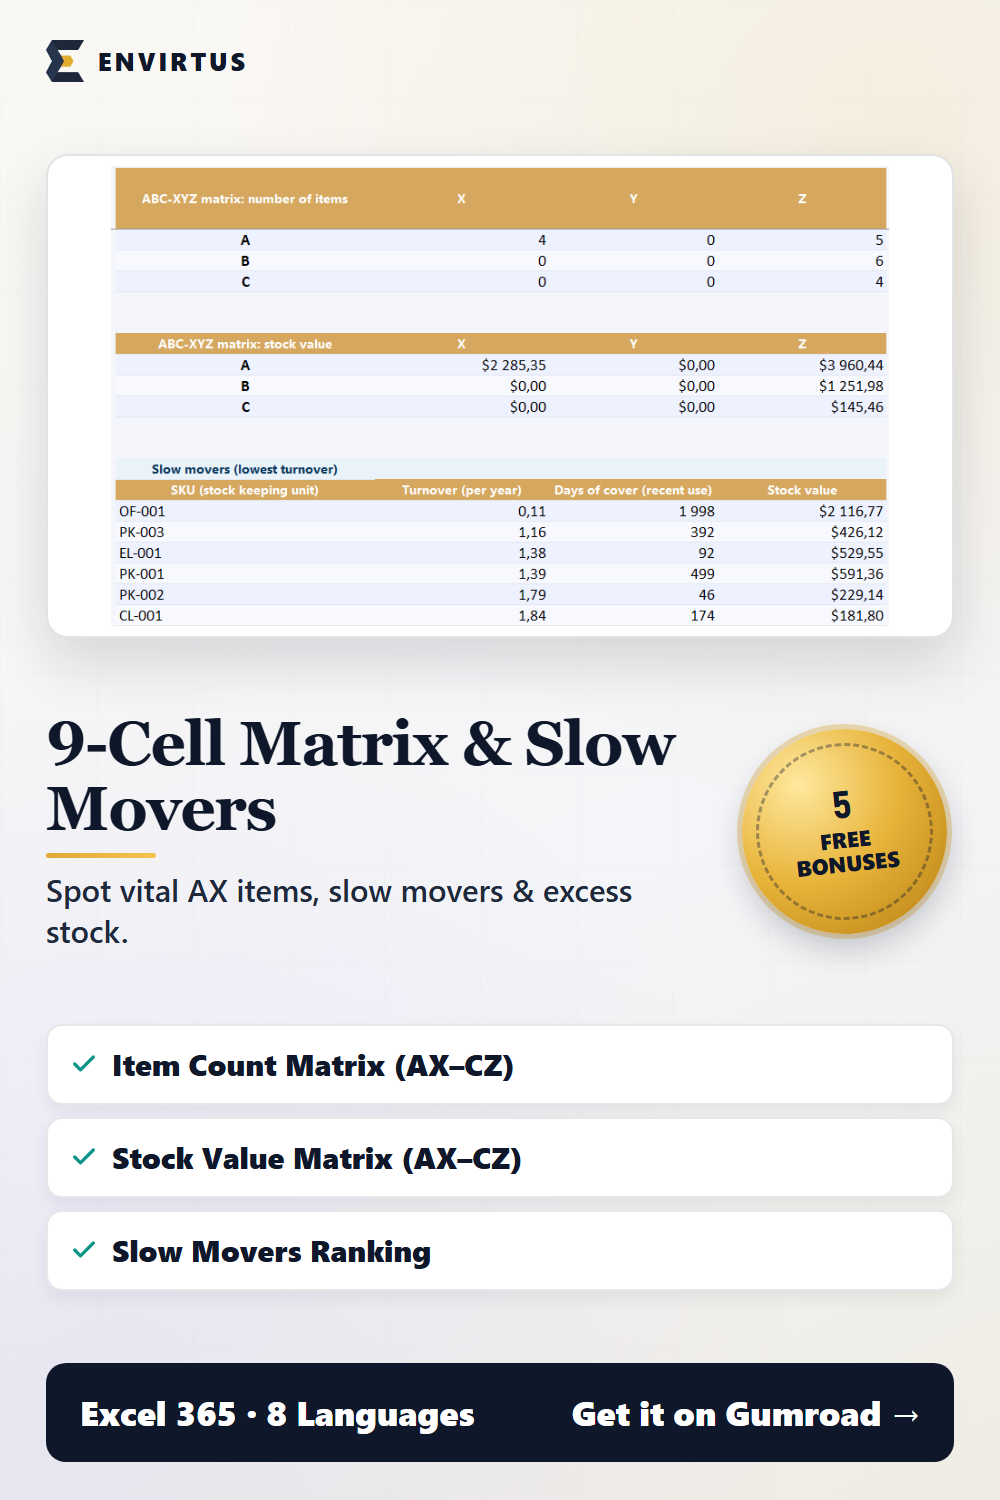 ENVIRTUS
ABC-XYZ matrix: number of items X Y Z
A 4 0 5
B 0 0 6
C 0 0 4
ABC-XYZ matrix: stock value X Y Z
A $2 285,35 $0,00 $3 960,44
B $0,00 $0,00 $1 251,98
C $0,00 $0,00 $145,46
Slow movers (lowest turnover)
SKU (stock keeping unit) Turnover (per year) Days of cover (recent use) Stock value
OF-001 0,11 1 998 $2 116,77
PK-003 1,16 392 $426,12
EL-001 1,38 92 $529,55
PK-001 1,39 499 $591,36
PK-002 1,79 46 $229,14
CL-001 1,84 174 $181,80
9-Cell Matrix & Slow
Movers
Spot vital AX items, slow movers & excess
stock.
5
FREE
BONUSES
Item Count Matrix (AX–CZ)
Stock Value Matrix (AX–CZ)
Slow Movers Ranking
Excel 365 · 8 Languages
Get it on Gumroad →